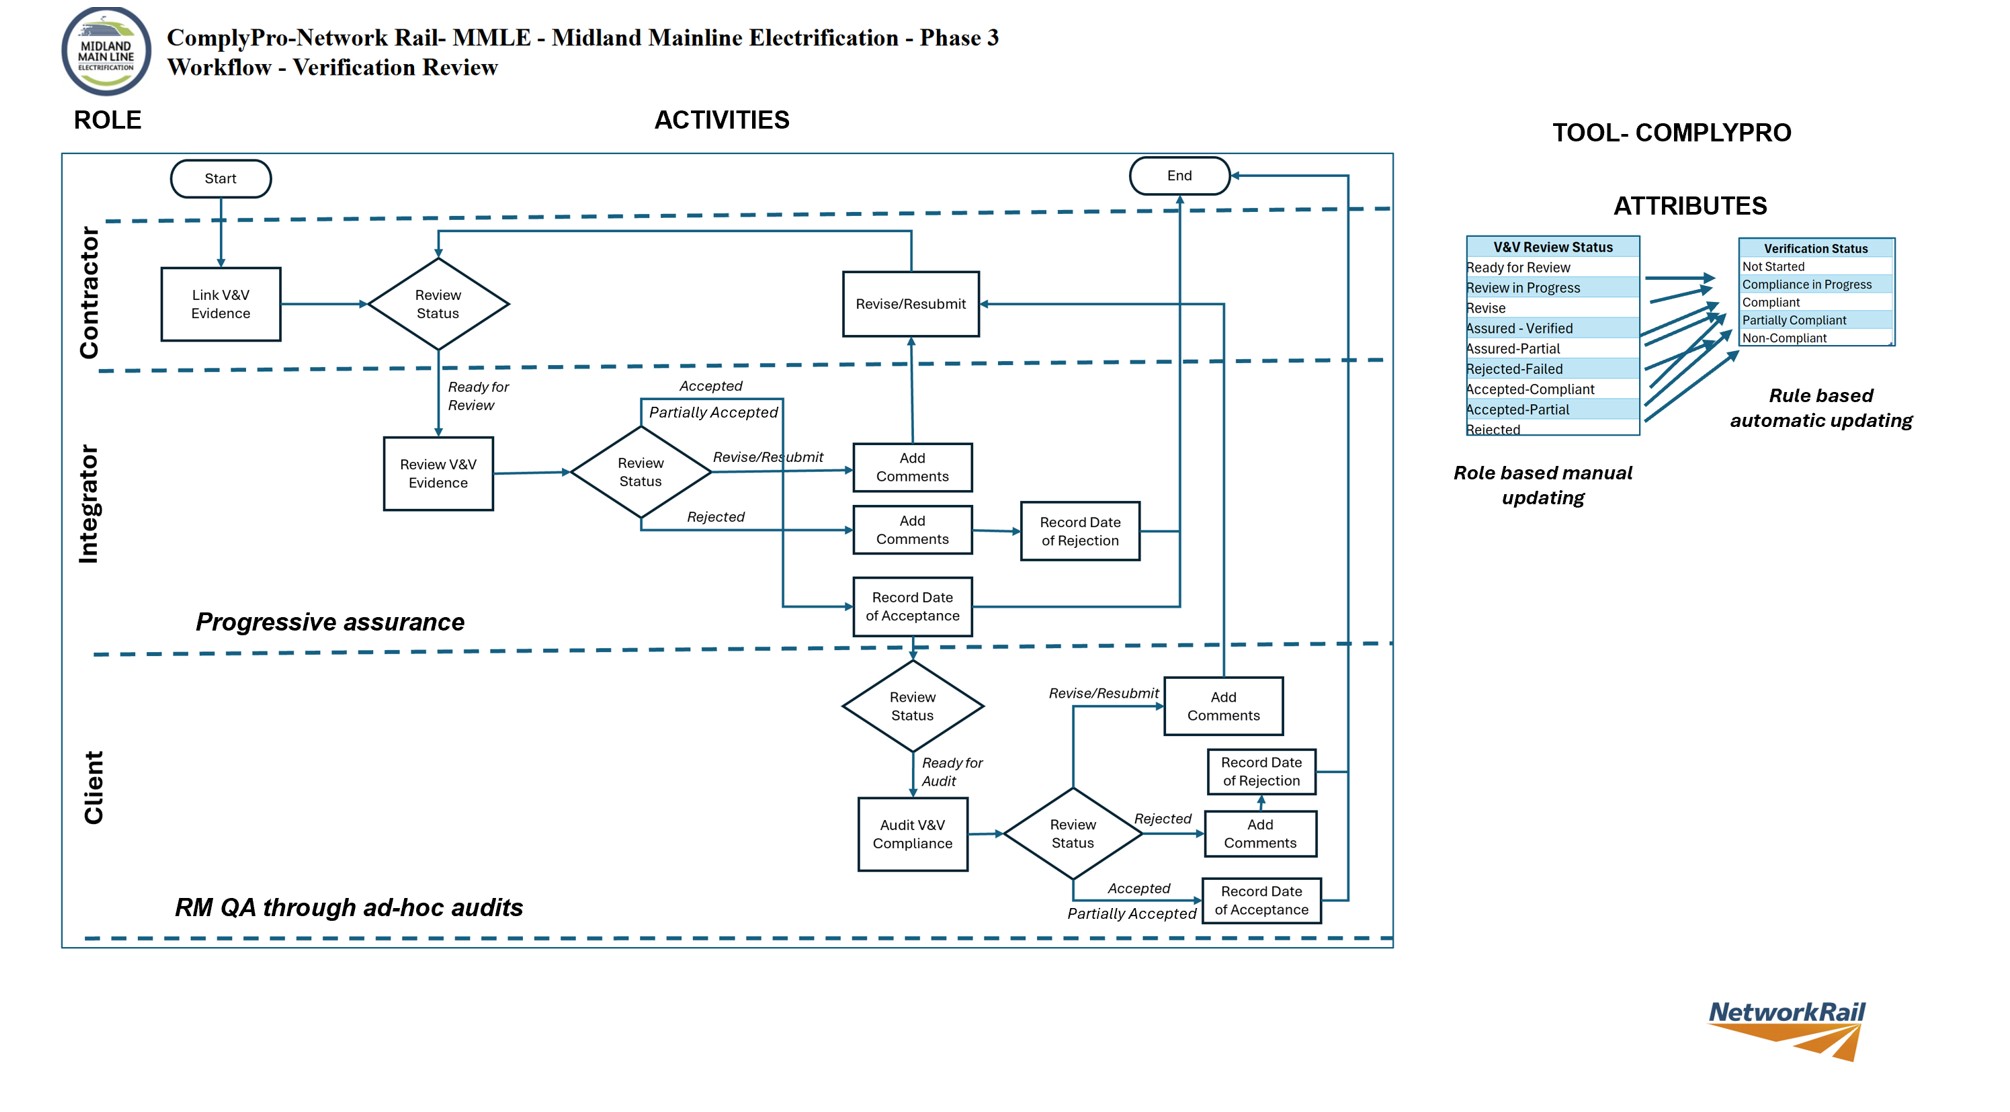 MIDLAND
MAIN LINE
ELECTRIFICATION
ComplyPro-Network Rail- MMLE - Midland Mainline Electrification - Phase 3
Workflow - Verification Review
ROLE
ACTIVITIES
TOOL- COMPLYPRO
ATTRIBUTES
Start
End
Contractor
Link V&V
Evidence
Review
Status
Revise/Resubmit
Ready for
Review
Integrator
Review V&V
Evidence
Review
Status
Accepted
Partially Accepted
Revise/Resubmit
Add
Comments
Rejected
Add
Comments
Record Date
of Rejection
Record Date
of Acceptance
Progressive assurance
Client
Review
Status
Ready for
Audit
Audit V&V
Compliance
Review
Status
Revise/Resubmit
Add
Comments
Record Date
of Rejection
Rejected
Add
Comments
Accepted
Partially Accepted
Record Date
of Acceptance
RM QA through ad-hoc audits
V&V Review Status
Ready for Review
Review in Progress
Revise
Assured - Verified
Assured-Partial
Rejected-Failed
Accepted-Compliant
Accepted-Partial
Rejected
Role based manual
updating
Verification Status
Not Started
Compliance in Progress
Compliant
Partially Compliant
Non-Compliant
Rule based
automatic updating
NetworkRail